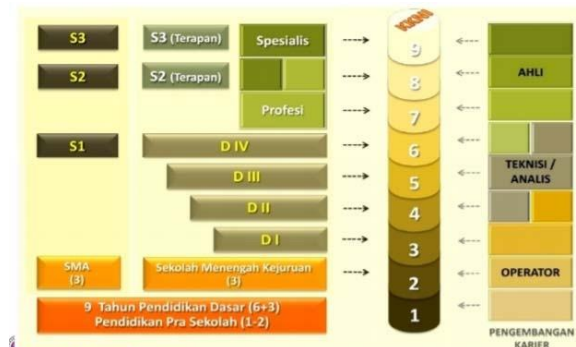 KKNI
S3
S3 (Terapan)
Spesialis
9
S2
S2 (Terapan)
8
AHLI
Profesi
7
S1
D IV
6
D III
5
TEKNISI /
ANALIS
D II
4
D I
3
SMA
(3)
Sekolah Menengah Kejuruan
(3)
2
OPERATOR
9 Tahun Pendidikan Dasar (6+3)
Pendidikan Pra Sekolah (1-2)
1
PENGEMBANGAN
KARIER